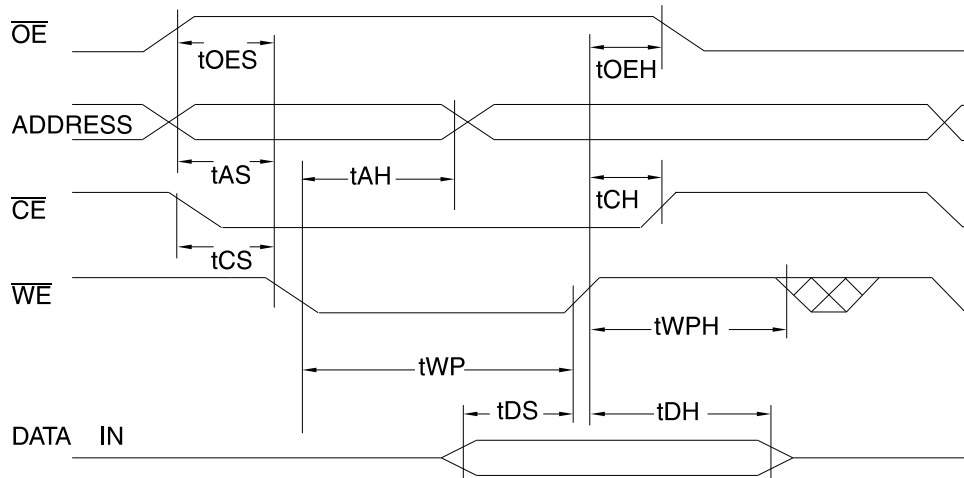 OE
tOES
tOEH
ADDRESS
tAS
tAH
tCH
CE
tCS
WE
tWPH
tWP
tDS
tDH
DATA IN